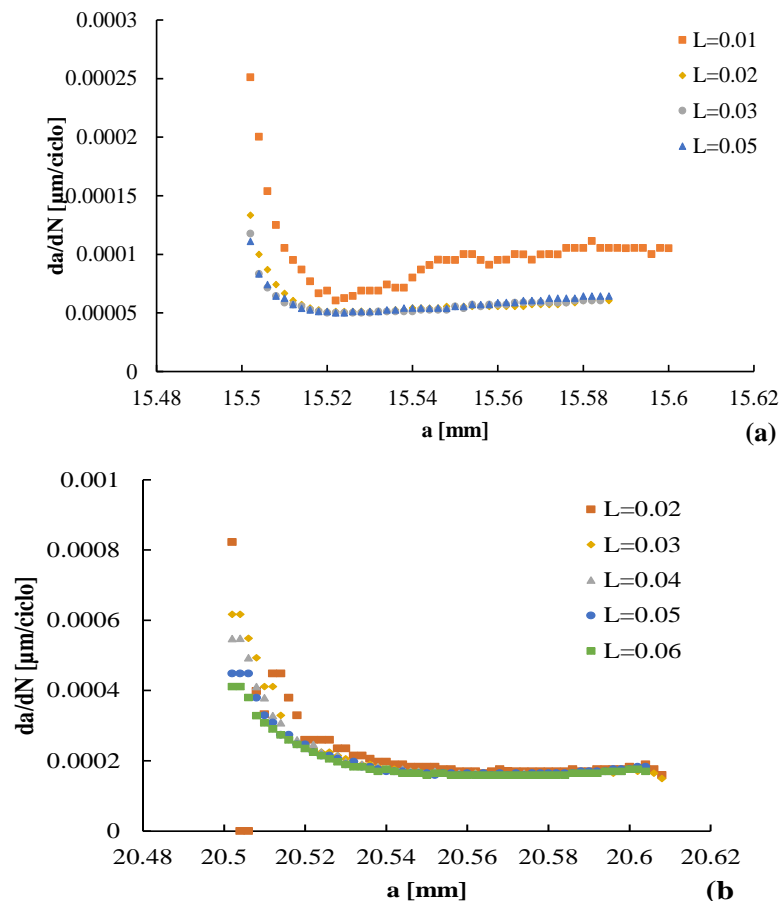 0.0003
0.00025
0.0002
0.00015
0.0001
0.00005
0
da/dN [µm/ciclo]
L=0.01
L=0.02
L=0.03
L=0.05
15.48 15.5 15.52 15.54 15.56 15.58 15.6 15.62
a [mm]
(a)
0.001
0.0008
0.0006
0.0004
0.0002
0
da/dN [µm/ciclo]
L=0.02
L=0.03
L=0.04
L=0.05
L=0.06
20.48 20.5 20.52 20.54 20.56 20.58 20.6 20.62
a [mm]
(b